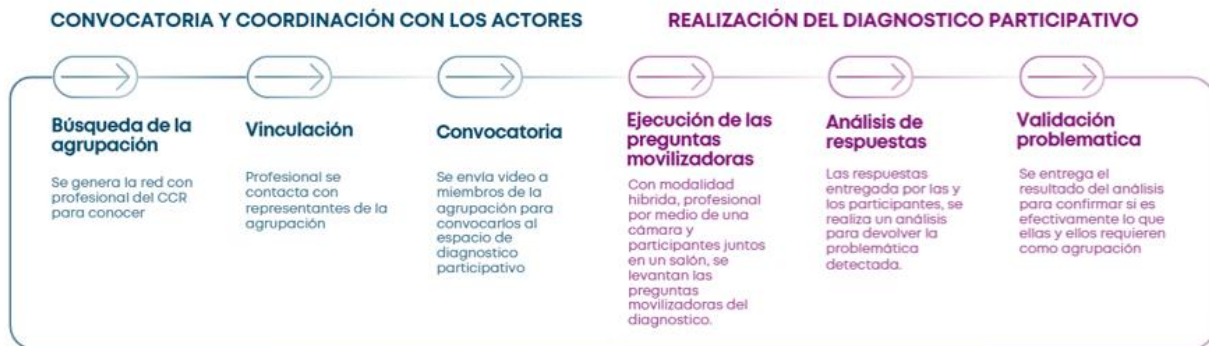 CONVOCATORIA Y COORDINACIÓN CON LOS ACTORES
REALIZACIÓN DEL DIAGNOSTICO PARTICIPATIVO
Búsqueda de la
agrupación
Se genera la red con
profesional del CCR
para conocer
Vinculación
Profesional se
contacta con
representantes de la
agrupación
Convocatoria
Se envía video a
miembros de la
agrupación para
convocarlos al
espacio de
diagnostico
participativo
Ejecución de las
preguntas
movilizadoras
Con modalidad
hibrida, profesional
por medio de una
cámara y
participantes juntos
en un salón, se
levantan las
preguntas
movilizadoras del
diagnostico.
Análisis de
respuestas
Las respuestas
entregada por las y
los participantes, se
realiza un análisis
para devolver la
problemática
detectada.
Validación
problematica
Se entrega el
resultado del análisis
para confirmar si es
efectivamente lo que
ellas y ellos requieren
como agrupación